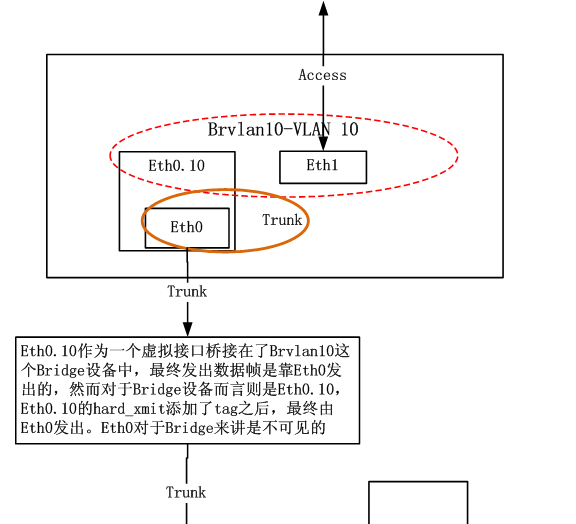 Access
Brvlan10-VLAN 10
Eth0.10
Eth1
Eth0
Trunk
Trunk
Eth0.10作为一个虚拟接口桥接在了Brvlan10这
个Bridge设备中，最终发出数据帧是靠Eth0发
出的，然而对于Bridge设备而言则是Eth0.10，
Eth0.10的hard_xmit添加了tag之后，最终由
Eth0发出。Eth0对于Bridge来讲是不可见的
Trunk